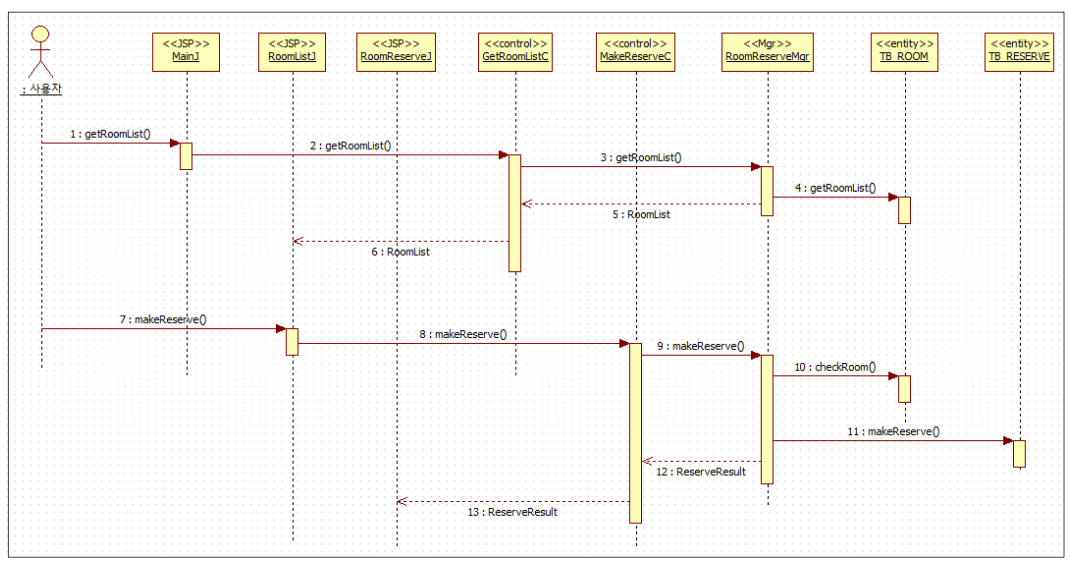 <<JSP>>
MainJ
<<JSP>>
RoomListJ
<<JSP>>
RoomReserveJ
<<control>>
GetRoomListC
<<control>>
MakeReserveC
<<Mgr>>
RoomReserveMgr
<<entity>>
TB_ROOM
<<entity>>
TB_RESERVE
: 사용자
1 : getRoomList()
2 : getRoomList()
3 : getRoomList()
4 : getRoomList()
5 : RoomList
6 : RoomList
7 : makeReserve()
8 : makeReserve()
9 : makeReserve()
10 : checkRoom()
11 : makeReserve()
12 : ReserveResult
13 : ReserveResult